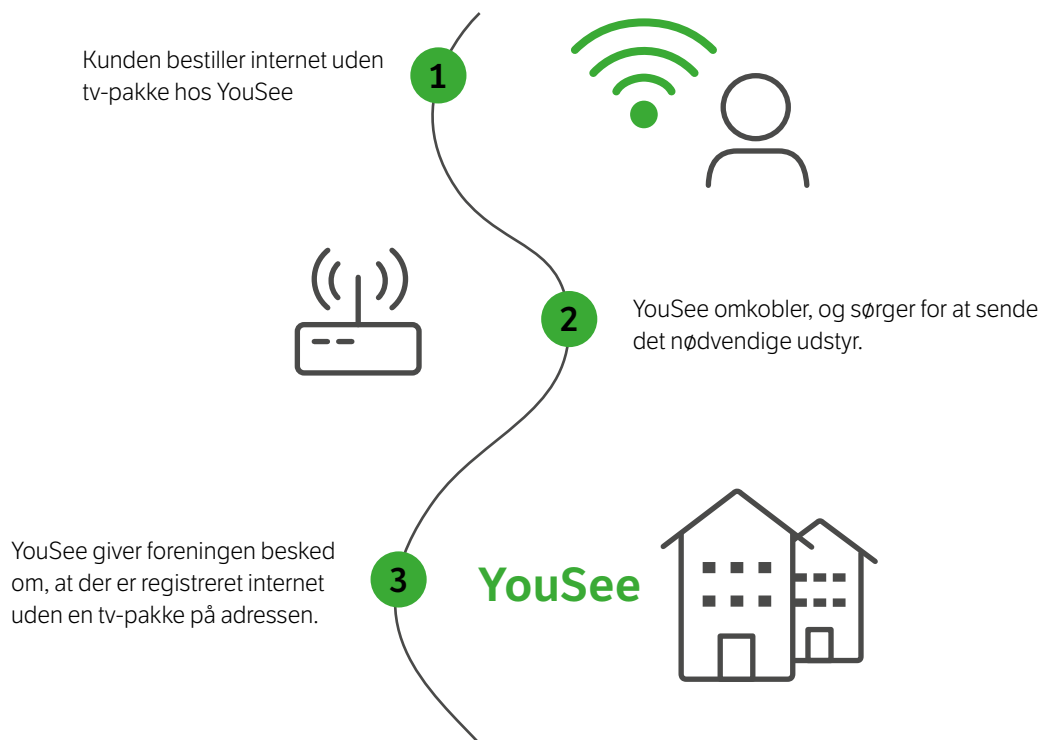 Kunden bestiller internet uden
tv-pakke hos YouSee
1
2
YouSee omkobler, og sørger for at sende
det nødvendige udstyr.
YouSee giver foreningen besked
om, at der er registreret internet
uden en tv-pakke på adressen.
3
YouSee